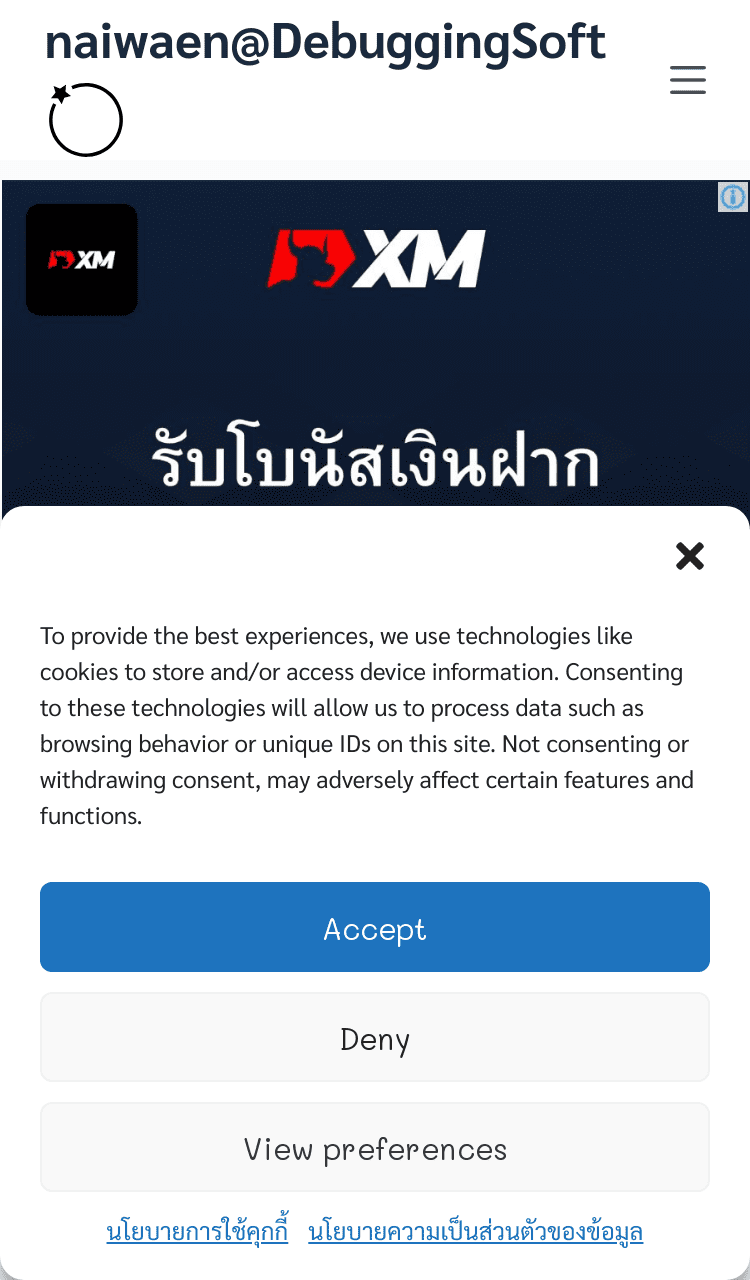 naiwaen@DebuggingSoft
XM
XM
รับโบนัสเงินฝาก
To provide the best experiences, we use technologies like
cookies to store and/or access device information. Consenting
to these technologies will allow us to process data such as
browsing behavior or unique IDs on this site. Not consenting or
withdrawing consent, may adversely affect certain features and
functions.
Accept
Deny
View preferences
นโยบายการใช้คุกกี้ นโยบายความเป็นส่วนตัวของข้อมูล